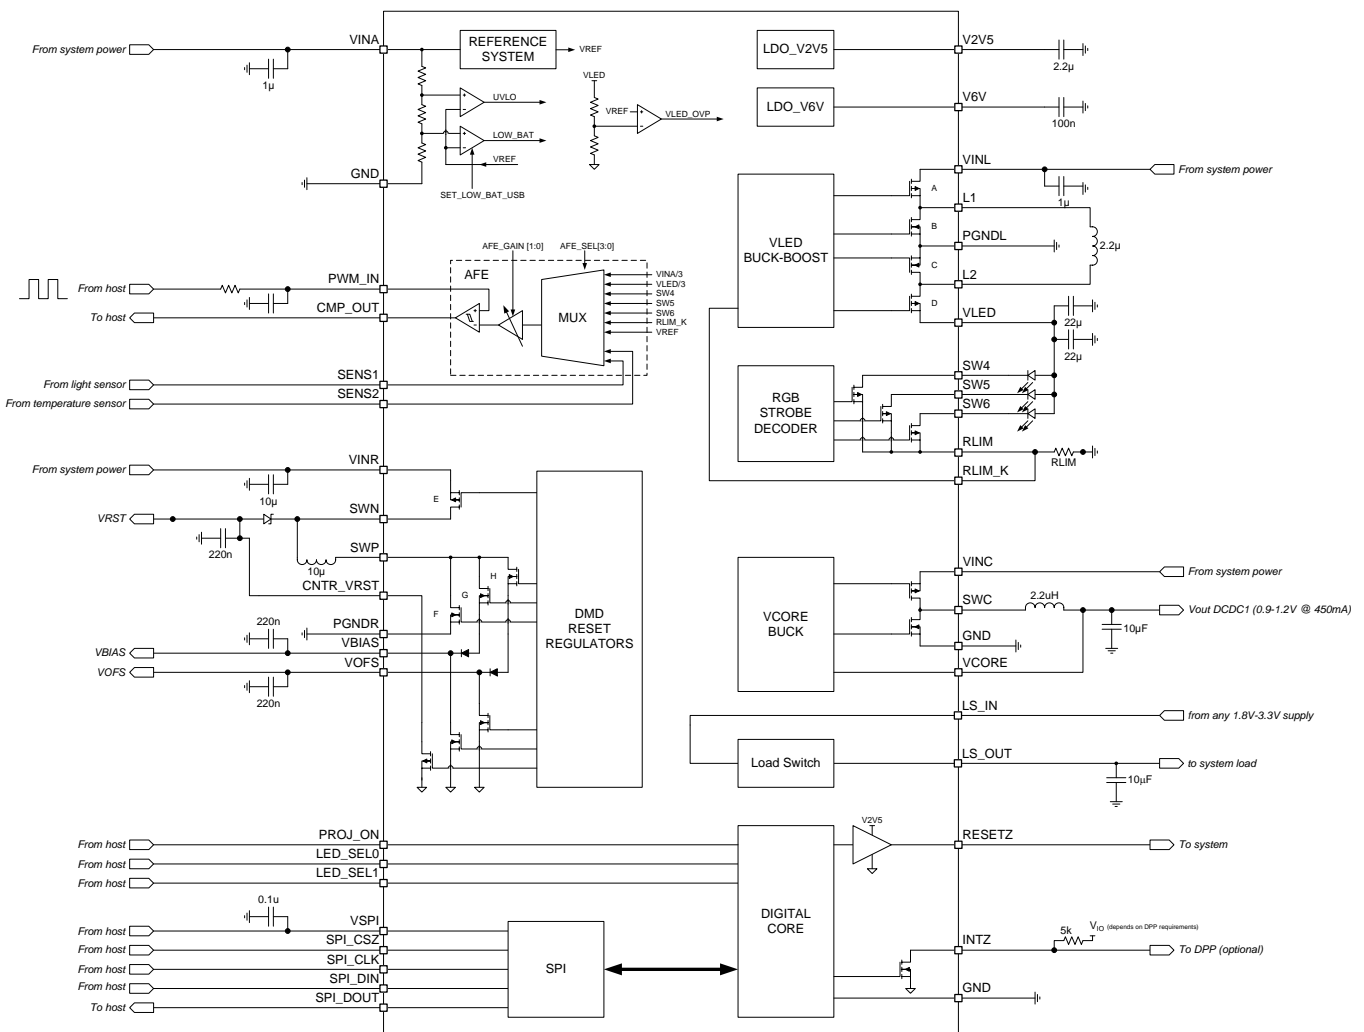 From system power
VINA
1µ
REFERENCE
SYSTEM
VREF
UVLO
LOW_BAT
VREF
SET_LOW_BAT_USB
GND
VLED
VREF
VLED_OVP
LDO_V2V5
V2V5
2.2µ
LDO_V6V
V6V
100n
VINL
From system power
1µ
VLED
BUCK-BOOST
A
B
C
D
L1
PGNDL
L2
2.2µ
VLED
22µ
22µ
AFE_GAIN [1:0]
AFE_SEL[3:0]
AFE
MUX
VINA/3
VLED/3
SW4
SW5
SW6
RLIM_K
VREF
From host
PWM_IN
To host
CMP_OUT
From light sensor
SENS1
From temperature sensor
SENS2
RGB
STROBE
DECODER
SW4
SW5
SW6
RLIM
RLIM
RLIM_K
From system power
VINR
10µ
E
VRST
SWN
220n
SWP
10µ
CNTR_VRST
H
G
F
PGNDR
220n
VBIAS
VBIAS
VOFS
VOFS
220n
DMD
RESET
REGULATORS
VCORE
BUCK
VINC
From system power
SWC
2.2uH
Vout DCDC1 (0.9-1.2V @ 450mA)
10µF
GND
VCORE
LS_IN
from any 1.8V-3.3V supply
Load Switch
LS_OUT
to system load
10µF
From host
PROJ_ON
From host
LED_SEL0
From host
LED_SEL1
V2V5
RESETZ
To system
DIGITAL
CORE
0.1u
From host
VSPI
From host
SPI_CSZ
From host
SPI_CLK
From host
SPI_DIN
To host
SPI_DOUT
SPI
5k
VIO (depends on DPP requirements)
INTZ
To DPP (optional)
GND